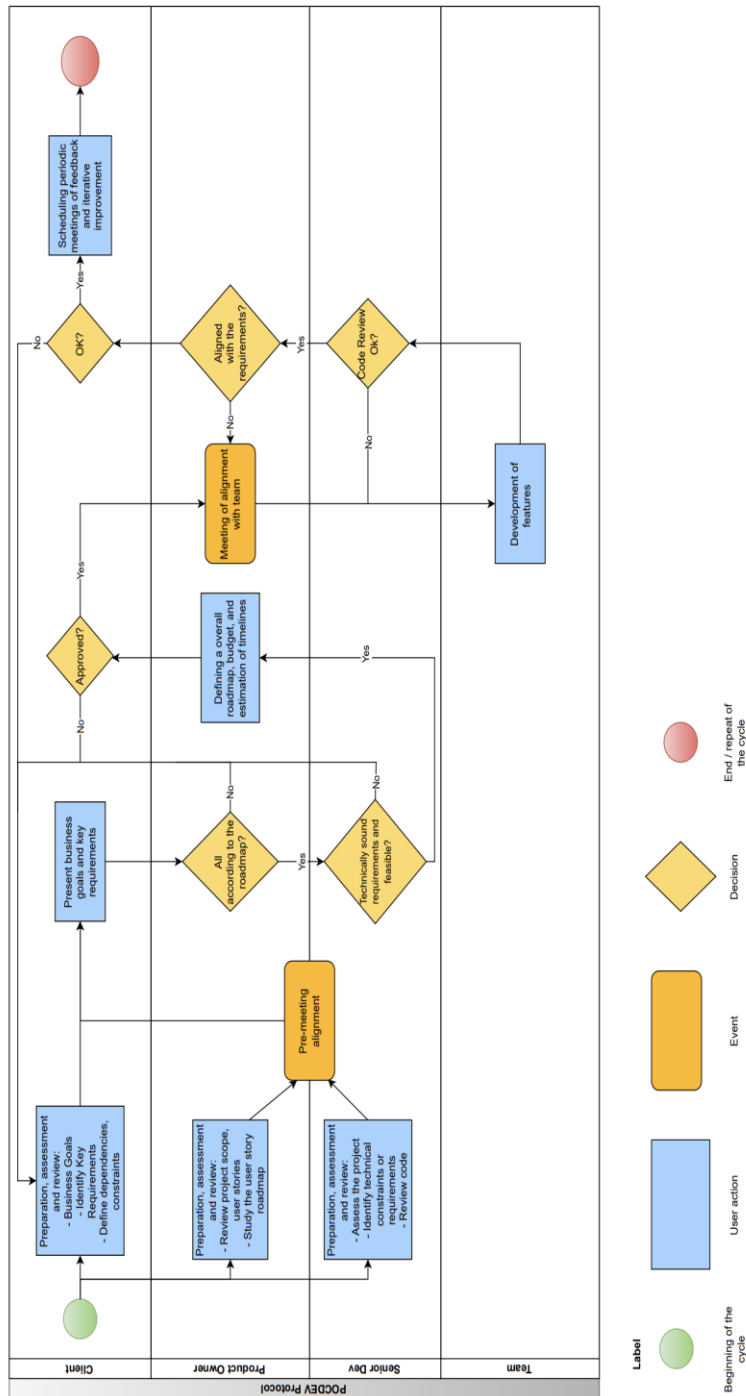 POCDEV Protocol
Client
Product Owner
Senior Dev
Team
Preparation, assessment
and review:
- Business Goals
- Identify Key
Requirements
- Define dependencies,
constraints
Preparation, assessment
and review:
- Review project scope,
user stories
- Study the user story
roadmap
Preparation, assessment
and review:
- Assess the project
- Identify technical
constraints or
requirements
- Review code
Pre-meeting
alignment
Present business
goals and key
requirements
All
according to the
roadmap?
No
Yes
Technically sound
requirements and
feasible?
No
Yes
Defining a overall
roadmap, budget, and
estimation of timelines
Approved?
No
Yes
Meeting of alignment
with team
Development of
features
Code Review
Ok?
No
Yes
Aligned
with the
requirements?
No
OK?
No
Yes
Scheduling periodic
meetings of feedback
and iterative
improvement
Label
Beginning of the
cycle
User action
Event
Decision
End / repeat of
the cycle